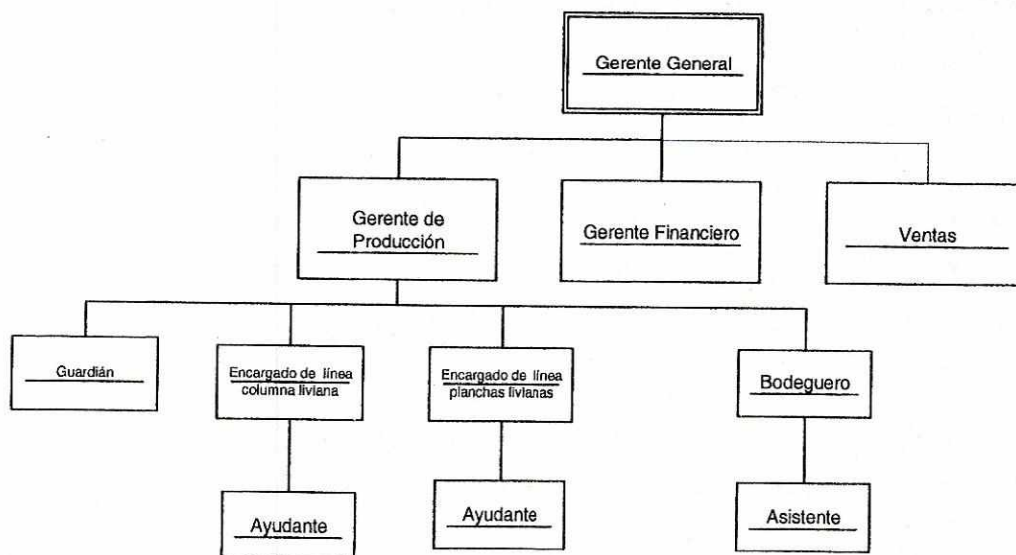 Gerente General
Gerente de
Producción
Gerente Financiero
Ventas
Guardián
Encargado de línea
columna liviana
Encargado de línea
planchas livianas
Bodeguero
Ayudante
Ayudante
Asistente